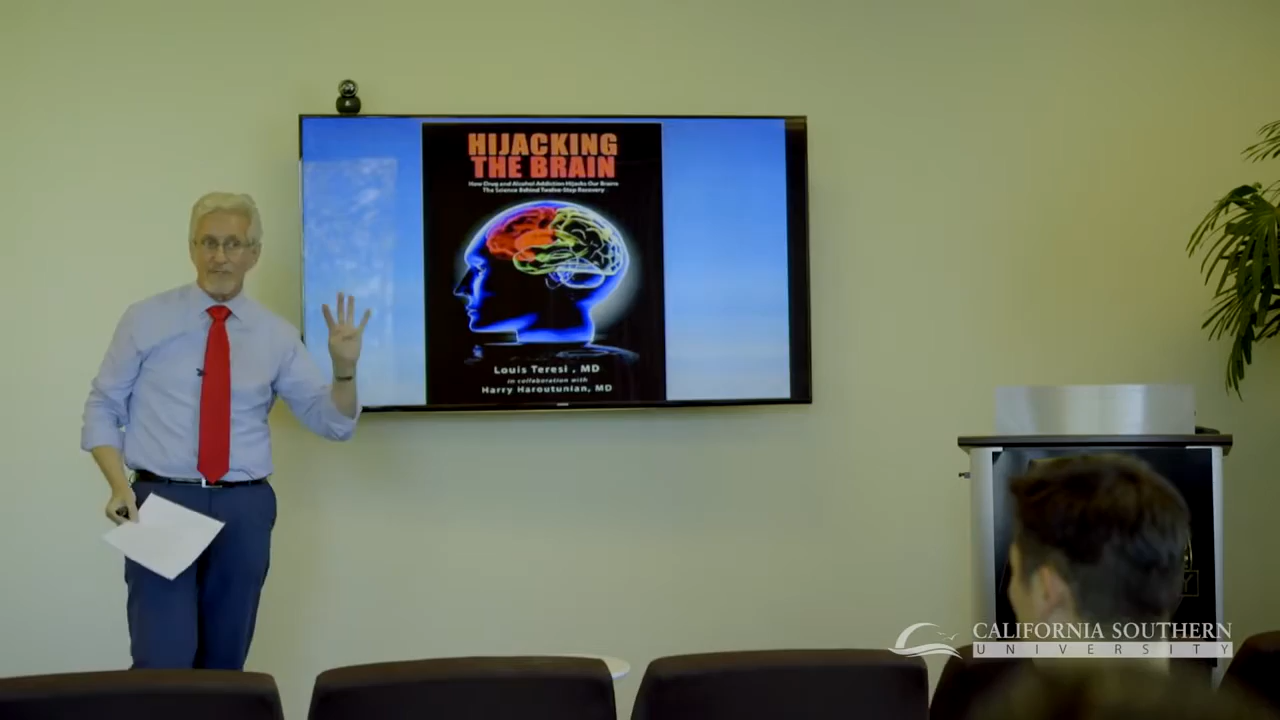 HIJACKING
THE BRAIN
How Drug and Alcohol Addiction Hijacks Our Brains
The Science Behind Twelve-Step Recovery
Louis Teresi, MD
in collaboration with
Harry Haroutunian, MD
CALIFORNIA SOUTHERN
UNIVERSITY